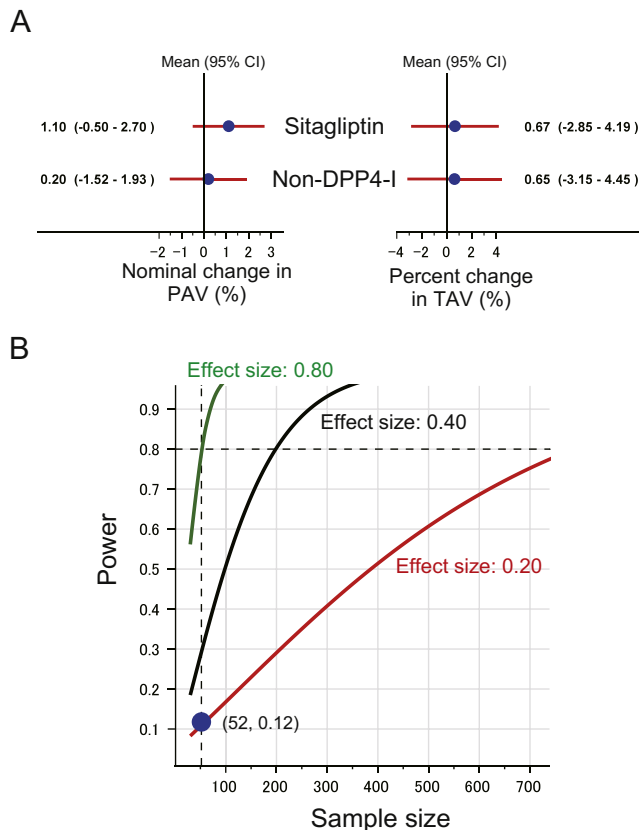 A
Mean (95% CI)
Mean (95% CI)
1.10 (-0.50 - 2.70 )
Sitagliptin
0.67 (-2.85 - 4.19)
0.20 (-1.52 - 1.93 )
Non-DPP4-I
0.65 (-3.15 - 4.45)
-2 -1 0 1 2 3
-4 -2 0 2 4
Nominal change in
PAV (%)
Percent change
in TAV (%)
B
Effect size: 0.80
Effect size: 0.40
Effect size: 0.20
(52, 0.12)
Power
0.9
0.8
0.7
0.6
0.5
0.4
0.3
0.2
0.1
100 200 300 400 500 600 700
Sample size